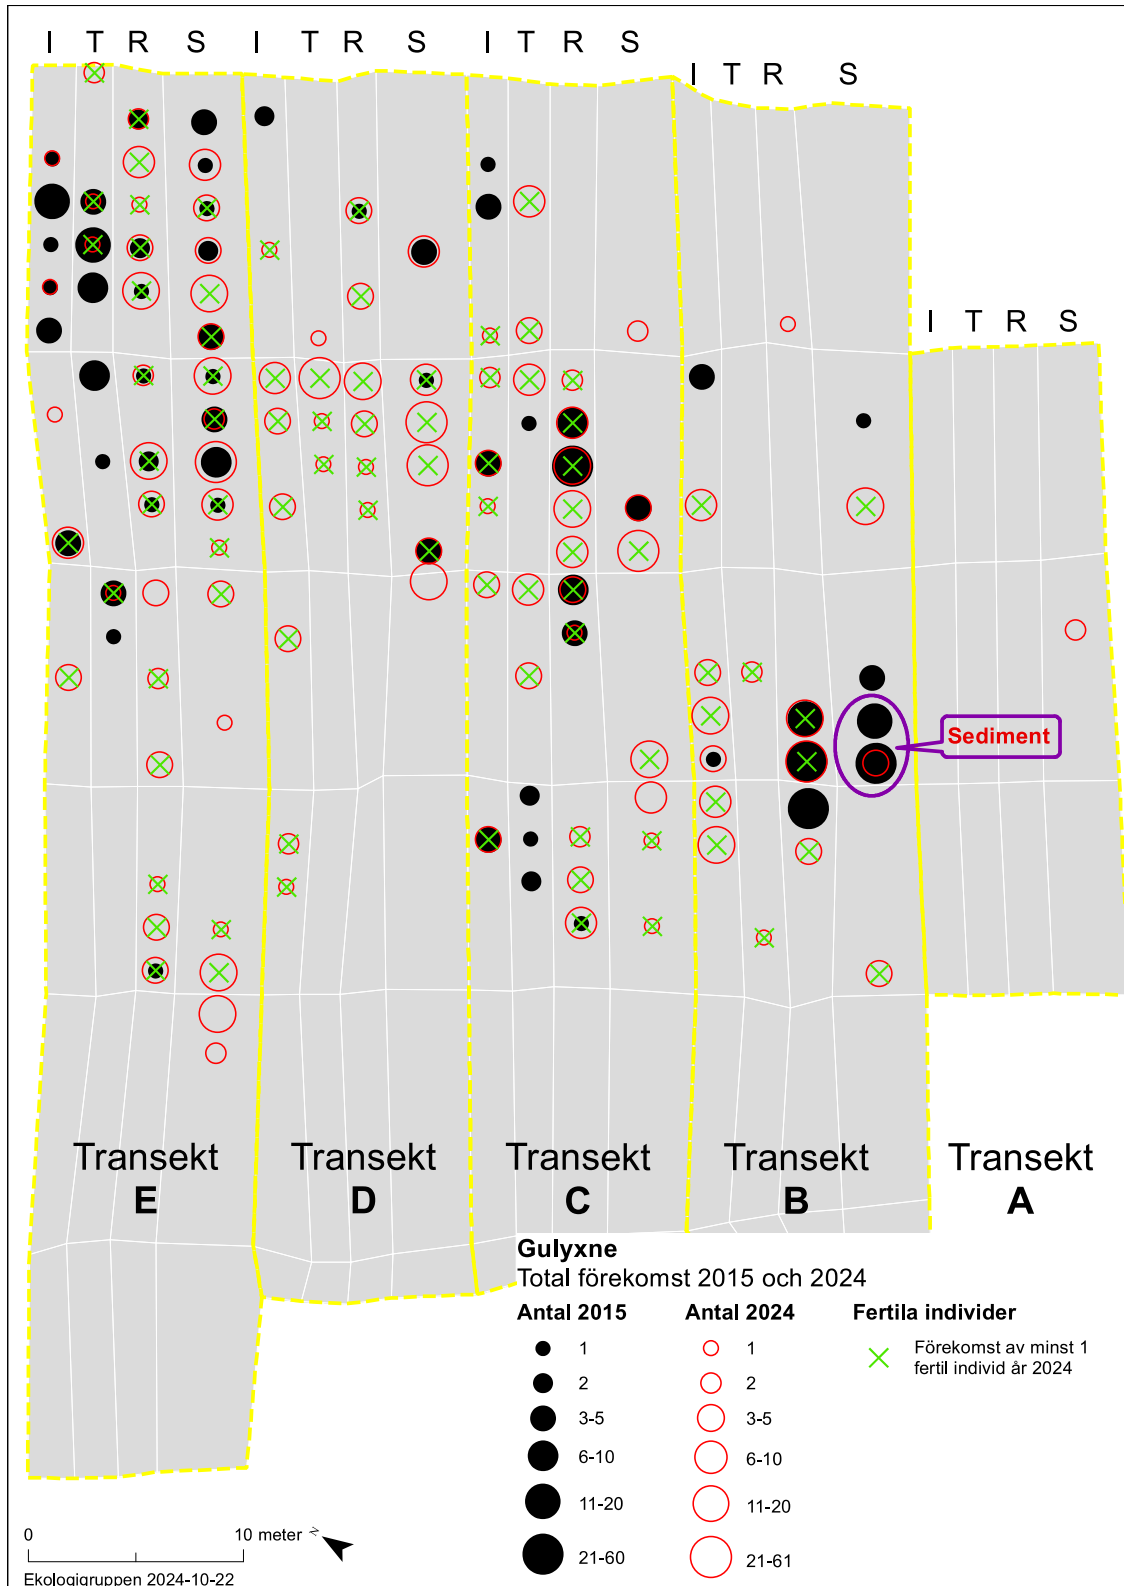 I T R S I T R S I T R S
I T R S
I T R S
Sediment
Transekt
E
Transekt
D
Transekt
C
Transekt
B
Transekt
A
Gulyxne
Total förekomst 2015 och 2024
Antal 2015
1
2
3-5
6-10
11-20
21-60
Antal 2024
1
2
3-5
6-10
11-20
21-61
Fertila individer
Förekomst av minst 1
fertil individ år 2024
0 10 meter
N
Ekologigruppen 2024-10-22